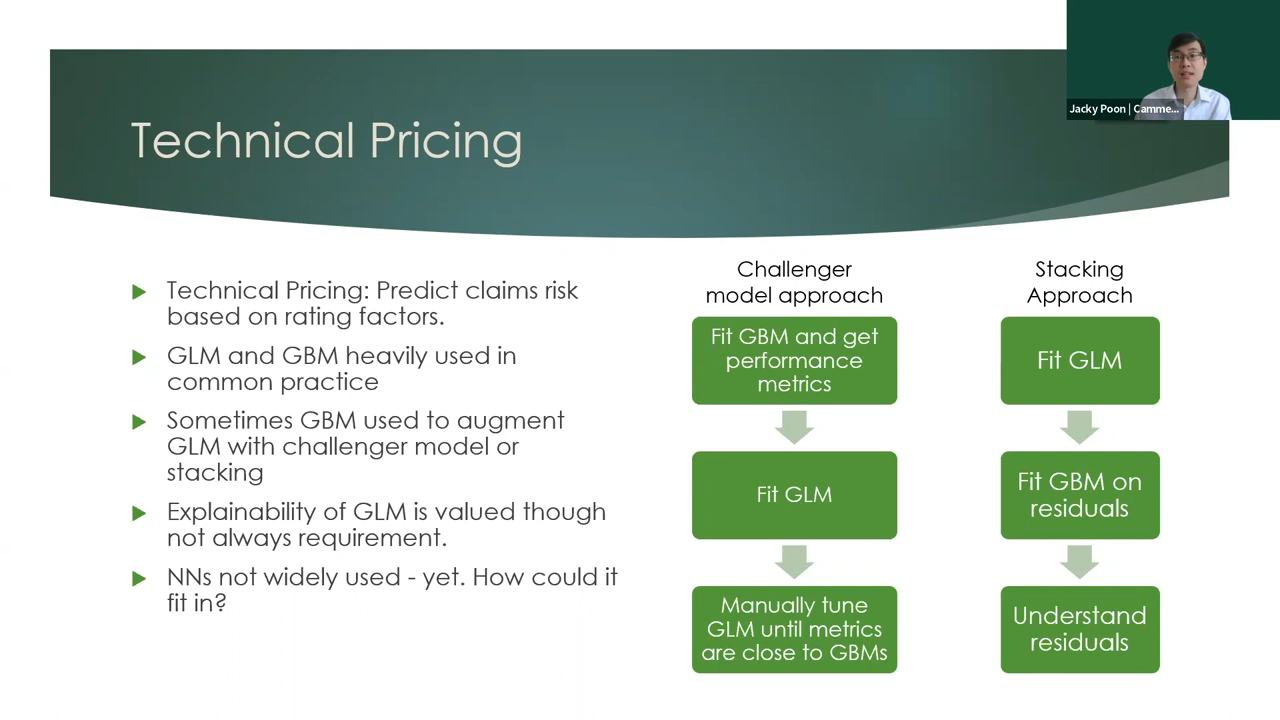 Jacky Poon | Camme...
Technical Pricing
Technical Pricing: Predict claims risk
based on rating factors.
GLM and GBM heavily used in
common practice
Sometimes GBM used to augment
GLM with challenger model or
stacking
Explainability of GLM is valued though
not always requirement.
NNs not widely used - yet. How could it
fit in?
Challenger
model approach
Fit GBM and get
performance
metrics
Fit GLM
Manually tune
GLM until metrics
are close to GBMs
Stacking
Approach
Fit GLM
Fit GBM on
residuals
Understand
residuals